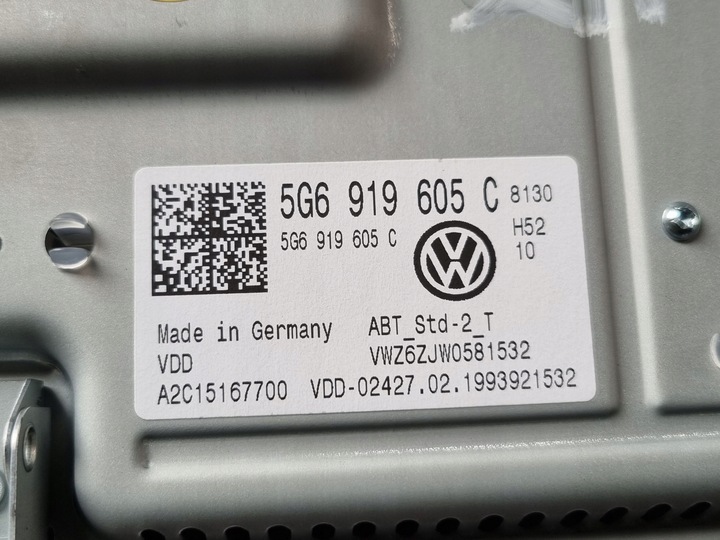 5G6 919 605 C 8130
5G6 919 605 C H52
10
Made in Germany ABT_Std-2_T
VDD VWZ6ZJW0581532
A2C15167700 VDD-02427.02.1993921532